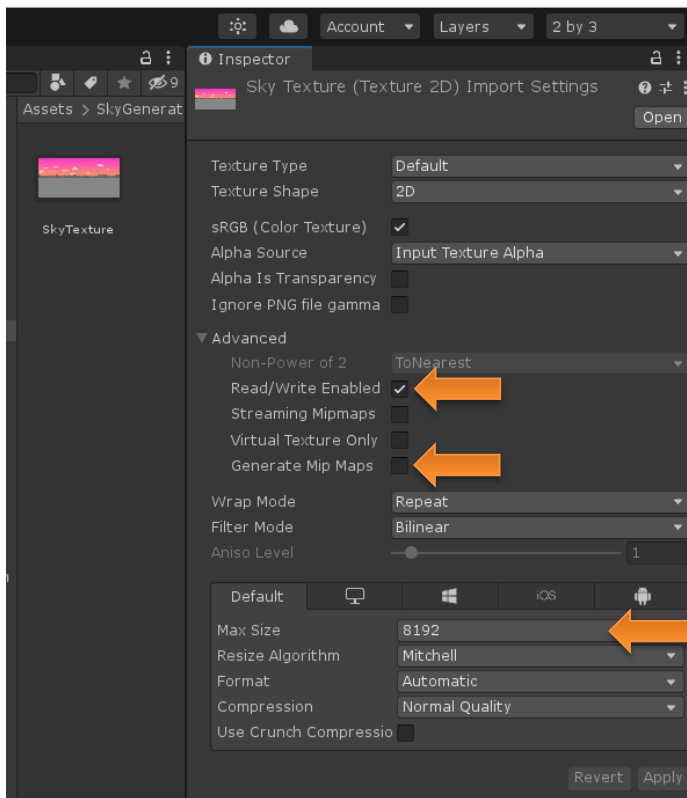 Account Layers 2 by 3
Inspector
9
Sky Texture (Texture 2D) Import Settings
Assets > SkyGenerat
Open
Texture Type Default
Texture Shape 2D
SkyTexture
sRGB (Color Texture)
Alpha Source Input Texture Alpha
Alpha Is Transparency
Ignore PNG file gamma
Advanced
Non-Power of 2 ToNearest
Read/Write Enabled
Streaming Mipmaps
Virtual Texture Only
Generate Mip Maps
Wrap Mode Repeat
Filter Mode Bilinear
Aniso Level 1
Default iOS
Max Size 8192
Resize Algorithm Mitchell
Format Automatic
Compression Normal Quality
Use Crunch Compressio
Revert Apply